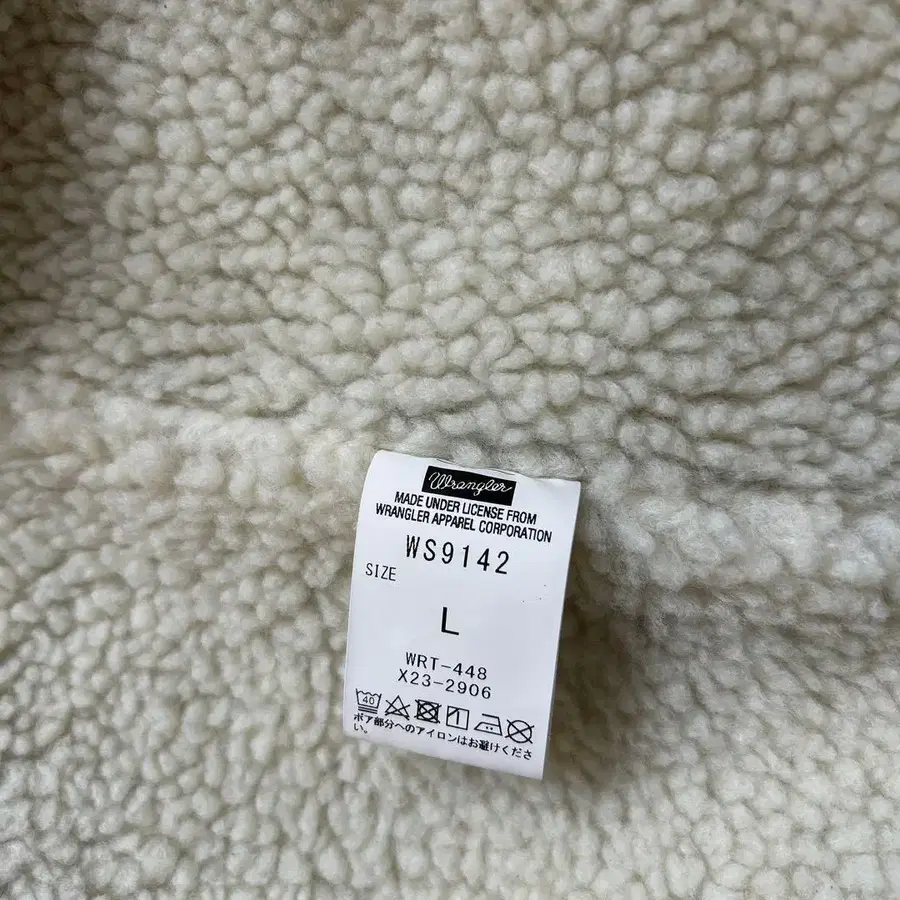 Wrangler
MADE UNDER LICENSE FROM
WRANGLER APPAREL CORPORATION
WS9142
SIZE
L
WRT-448
X23-2906
40
ボア部分へのアイロンはお避けくださ
い。